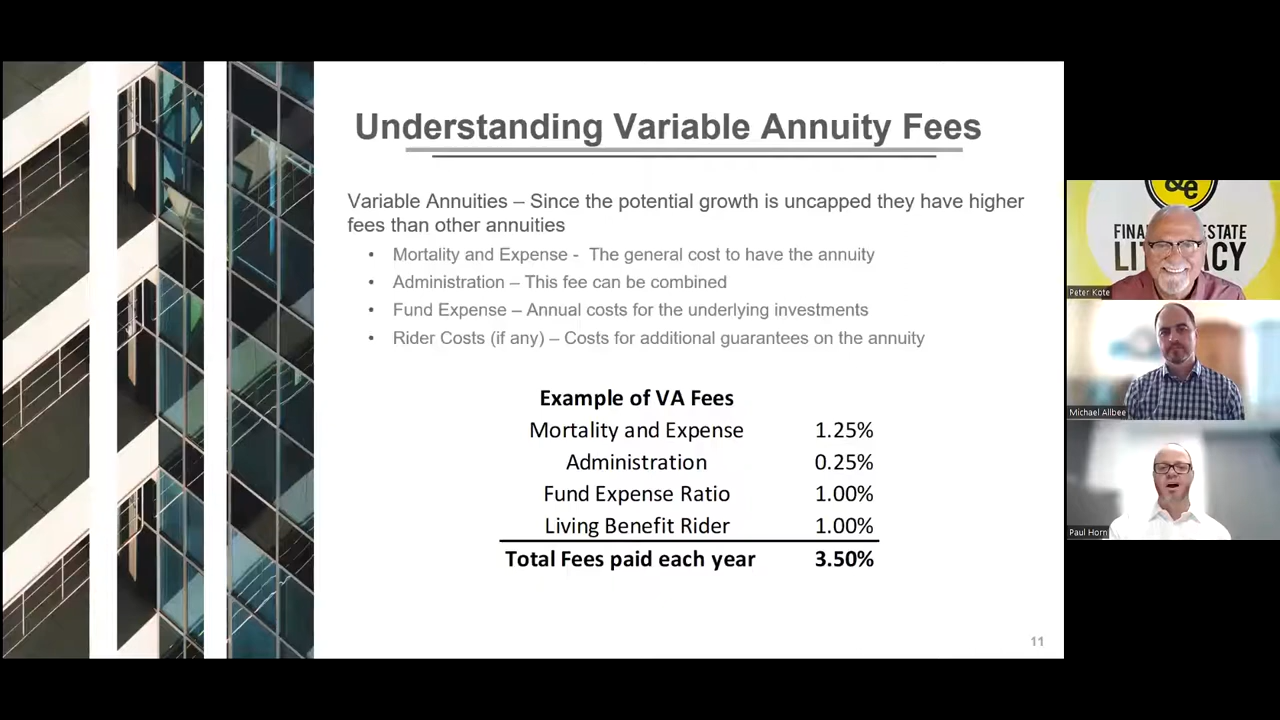 Understanding Variable Annuity Fees
Variable Annuities – Since the potential growth is uncapped they have higher
fees than other annuities
• Mortality and Expense - The general cost to have the annuity
• Administration – This fee can be combined
• Fund Expense – Annual costs for the underlying investments
• Rider Costs (if any) – Costs for additional guarantees on the annuity
Example of VA Fees
Mortality and Expense 1.25%
Administration 0.25%
Fund Expense Ratio 1.00%
Living Benefit Rider 1.00%
Total Fees paid each year 3.50%
11
&e
Peter Kote
Michael Allbee
Paul Horn